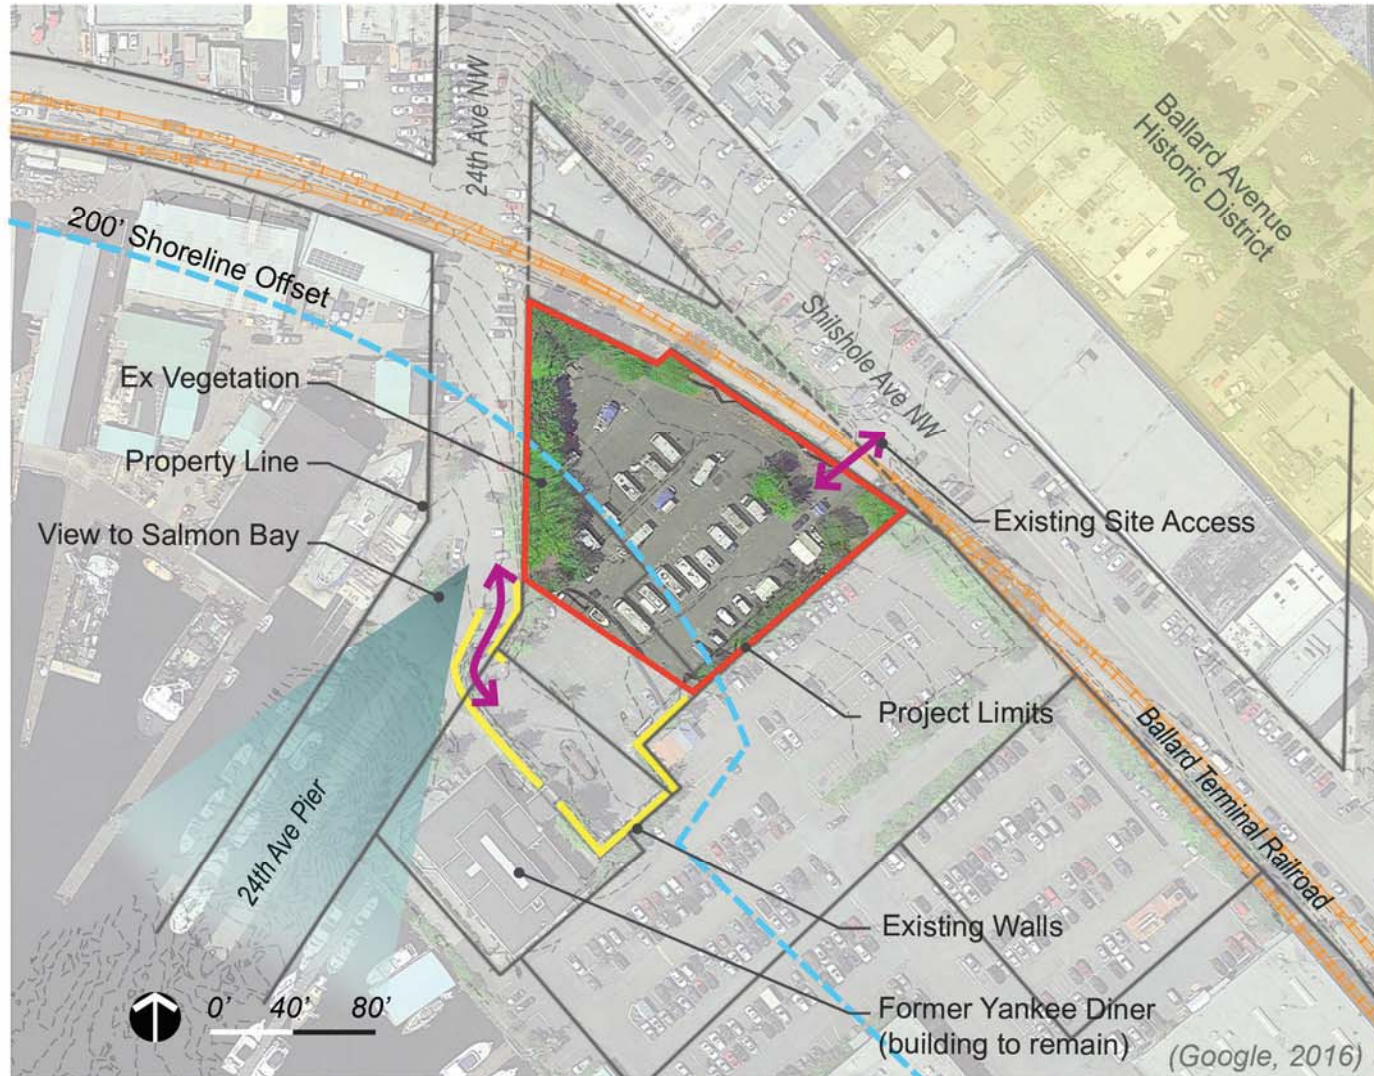 24th Ave NW
Ballard Avenue
Historic District
200' Shoreline Offset
Shilshole Ave NW
Ex Vegetation
Property Line
View to Salmon Bay
Existing Site Access
Project Limits
Ballard Terminal Railroad
24th Ave Pier
Existing Walls
Former Yankee Diner
(building to remain)
0' 40' 80'
(Google, 2016)